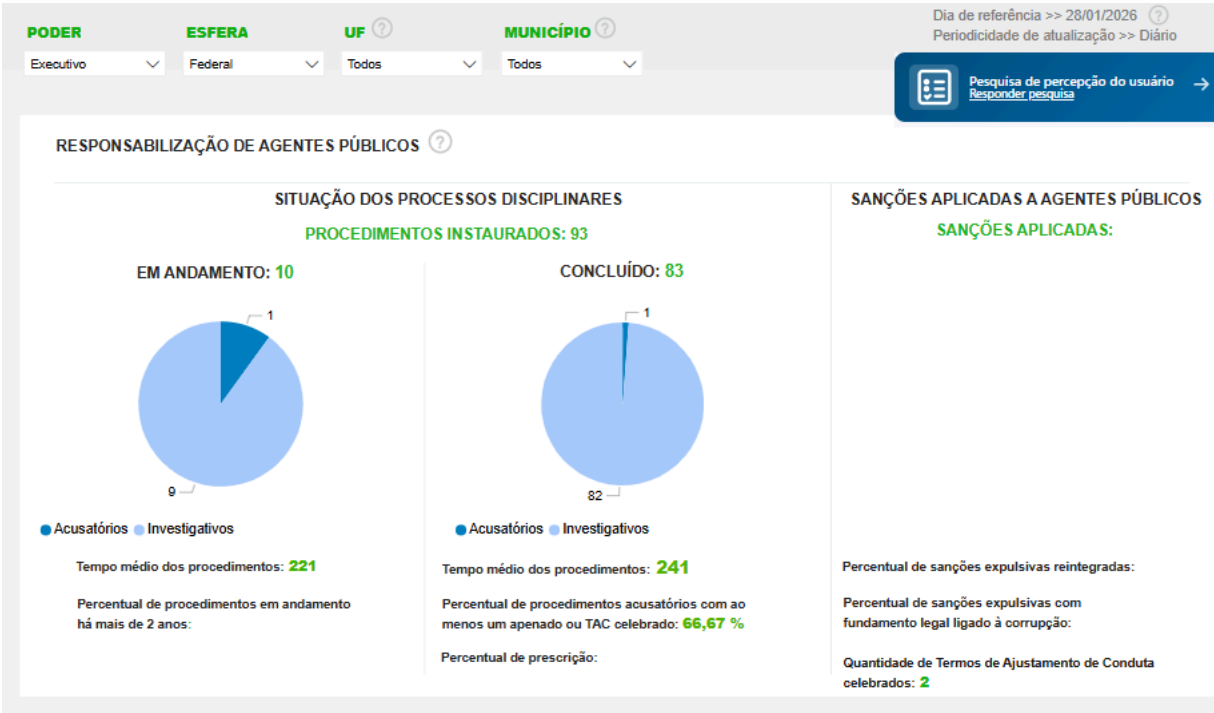 PODER
Executivo
ESFERA
Federal
UF ?
Todos
MUNICÍPIO ?
Todos
Dia de referência >> 28/01/2026 ?
Periodicidade de atualização >> Diário
Pesquisa de percepção do usuário
Responder pesquisa
RESPONSABILIZAÇÃO DE AGENTES PÚBLICOS ?
SITUAÇÃO DOS PROCESSOS DISCIPLINARES
PROCEDIMENTOS INSTAURADOS: 93
EM ANDAMENTO: 10
1
9
Acusatórios Investigativos
Tempo médio dos procedimentos: 221
Percentual de procedimentos em andamento
há mais de 2 anos:
CONCLUÍDO: 83
1
82
Acusatórios Investigativos
Tempo médio dos procedimentos: 241
Percentual de procedimentos acusatórios com ao
menos um apenado ou TAC celebrado: 66,67 %
Percentual de prescrição:
SANÇÕES APLICADAS A AGENTES PÚBLICOS
SANÇÕES APLICADAS:
Percentual de sanções expulsivas reintegradas:
Percentual de sanções expulsivas com
fundamento legal ligado à corrupção:
Quantidade de Termos de Ajustamento de Conduta
celebrados: 2